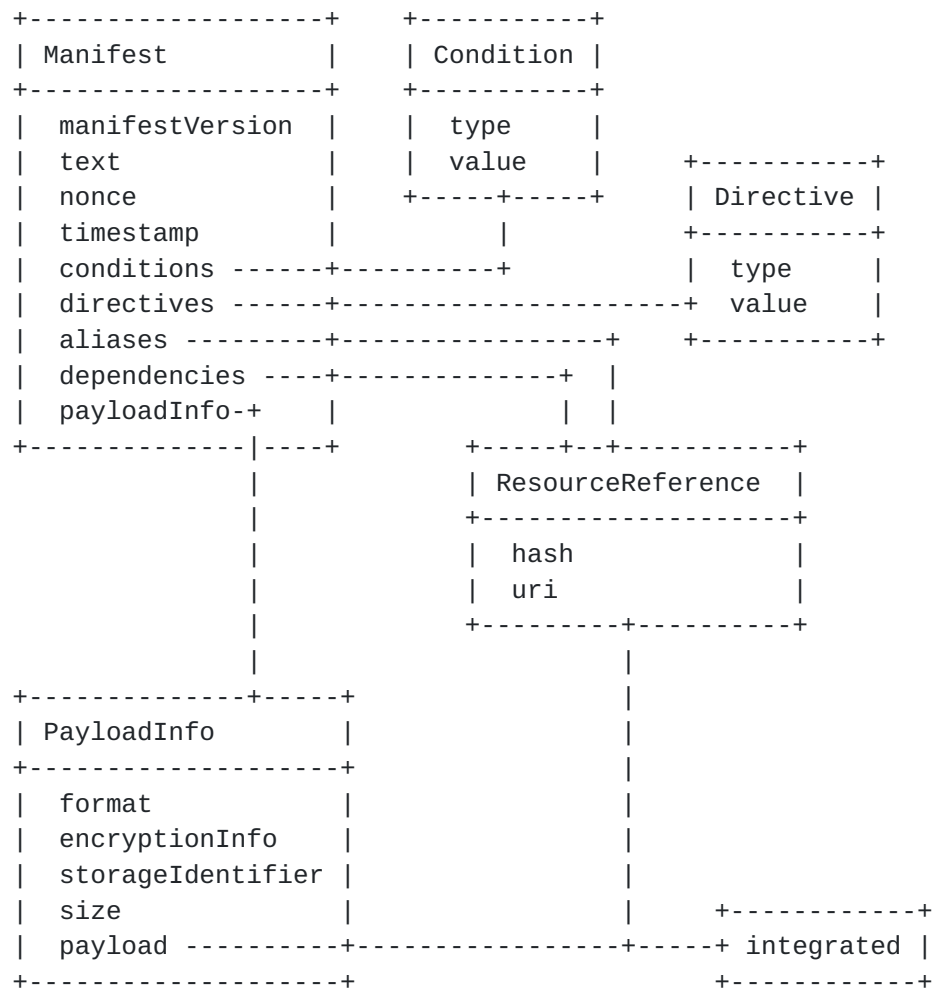 +-------------------+    +-----------+
| Manifest          |    | Condition |
+-------------------+    +-----------+
|  manifestVersion  |    |  type     |
|  text             |    |  value    |     +-----------+
|  nonce            |    +-----+-----+     | Directive |
|  timestamp        |          |           +-----------+
|  conditions ------+----------+           |  type     |
|  directives ------+----------------------+  value    |
|  aliases ---------+-----------------+    +-----------+
|  dependencies ----+--------------+  |
|  payloadInfo-+    |              |  |
+--------------|----+        +-----+--+-----------+
               |             | ResourceReference  |
               |             +--------------------+
               |             |  hash              |
               |             |  uri               |
               |             +---------+----------+
               |                       |
+--------------+-----+                 |
| PayloadInfo        |                 |
+--------------------+                 |
|  format            |                 |
|  encryptionInfo    |                 |
|  storageIdentifier |                 |
|  size              |                 |     +------------+
|  payload ----------+-----------------+-----+ integrated |
+--------------------+                       +------------+